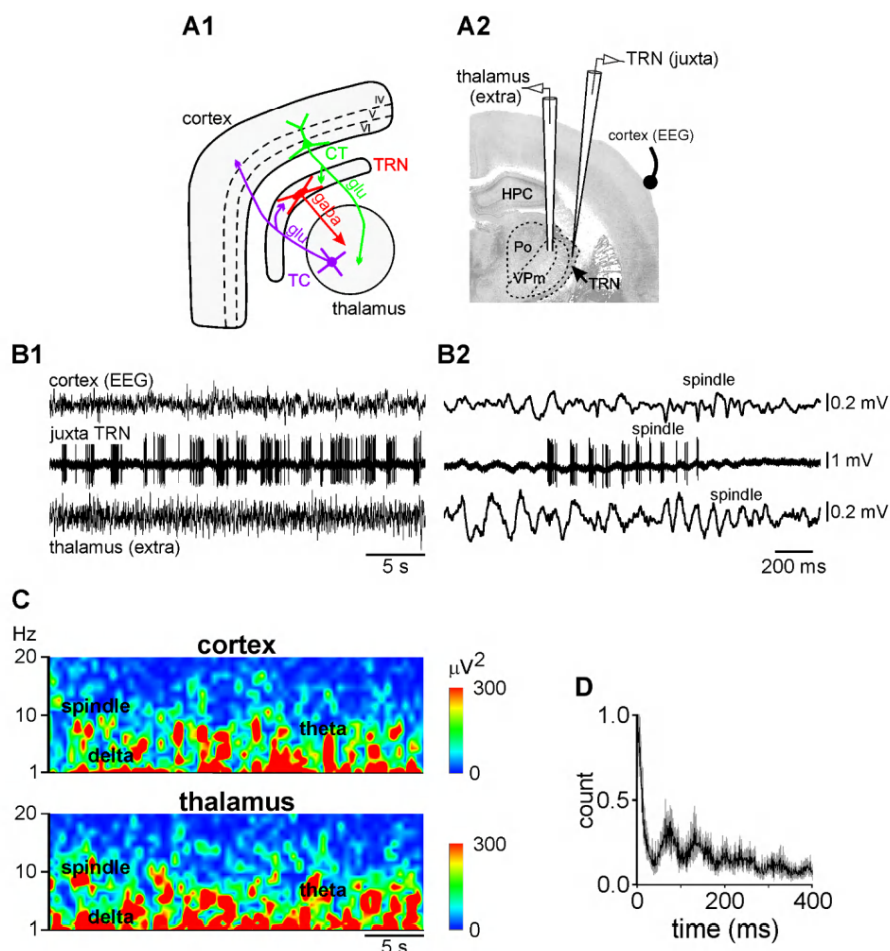 A1
cortex
IV
V
VI
CT
TRN
glu
gaba
glu
TC
thalamus
A2
TRN (juxta)
thalamus
(extra)
cortex (EEG)
HPC
Po
VPm
TRN
B1
cortex (EEG)
juxta TRN
thalamus (extra)
5 s
B2
spindle
0.2 mV
spindle
1 mV
spindle
0.2 mV
200 ms
C
Hz
cortex
20
10
1
spindle
delta
theta
µV²
300
0
thalamus
20
10
1
spindle
delta
theta
300
0
5 s
D
1.0
0.5
0.0
count
0
200
400
time (ms)